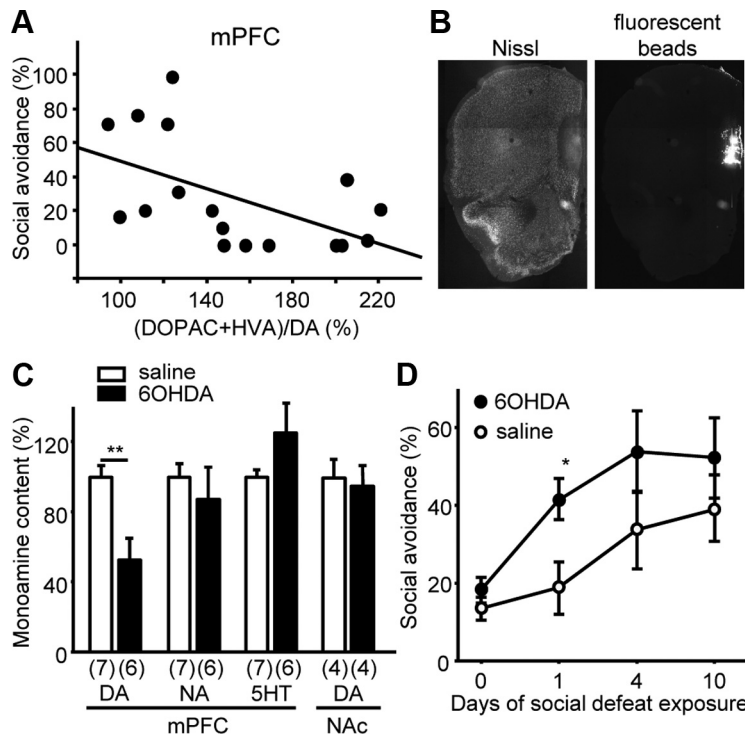 A
mPFC
Social avoidance (%)
100
80
60
40
20
0
100 140 180 220
(DOPAC+HVA)/DA (%)
B
Nissl
fluorescent
beads
C
saline
6OHDA
Monoamine content (%)
120
80
40
0
**
(7) (6) (7) (6) (7) (6) (4) (4)
DA NA 5HT DA
mPFC NAc
D
6OHDA
saline
Social avoidance (%)
60
40
20
0
*
0 1 4 10
Days of social defeat exposure